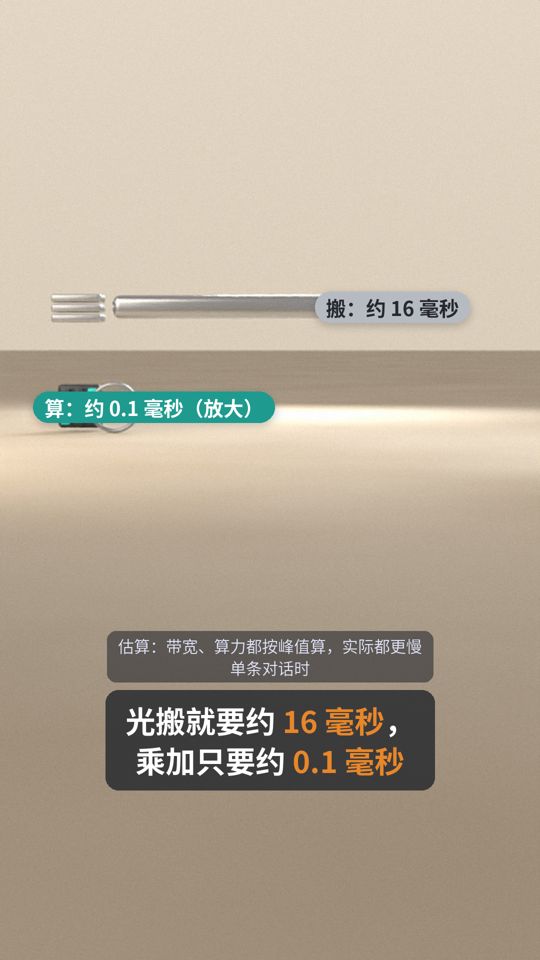 搬：约 16 毫秒
算：约 0.1 毫秒（放大）
估算：带宽、算力都按峰值算，实际都更慢
单条对话时
光搬就要约 16 毫秒，
乘加只要约 0.1 毫秒